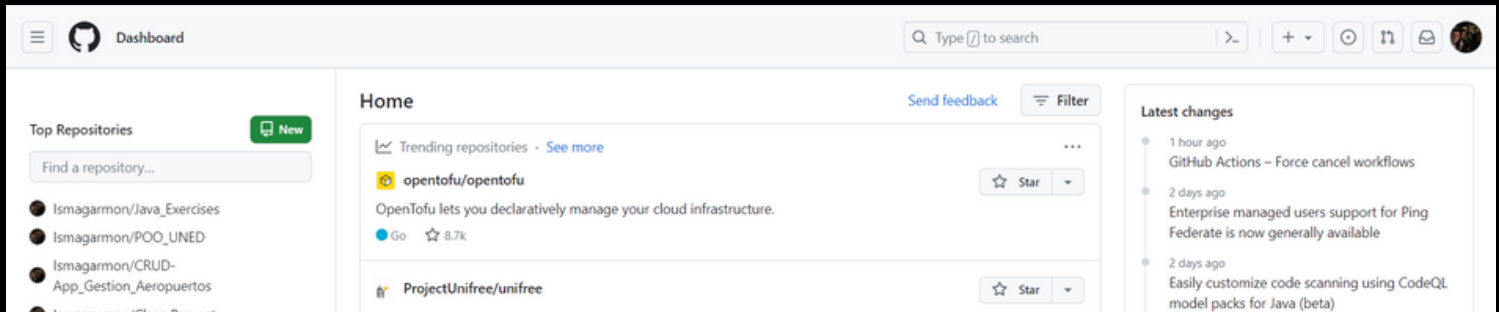 Dashboard
Type / to search
Top Repositories
New
Find a repository...
Ismagarmon/Java_Exercises
Ismagarmon/POO_UNED
Ismagarmon/CRUD-
App_Gestion_Aeropuertos
Home
Send feedback
Filter
Trending repositories · See more
opentofu/opentofu
Star
OpenTofu lets you declaratively manage your cloud infrastructure.
Go 8.7k
ProjectUnifree/unifree
Star
Latest changes
1 hour ago
GitHub Actions – Force cancel workflows
2 days ago
Enterprise managed users support for Ping
Federate is now generally available
2 days ago
Easily customize code scanning using CodeQL
model packs for Java (beta)